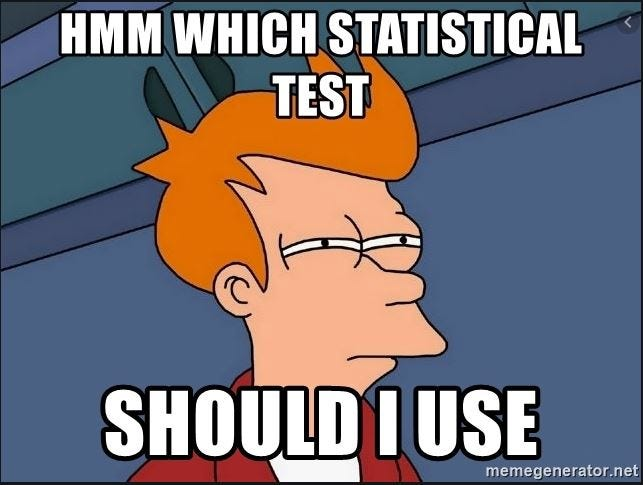 HMM WHICH STATISTICAL
TEST
SHOULD I USE
memegenerator.net